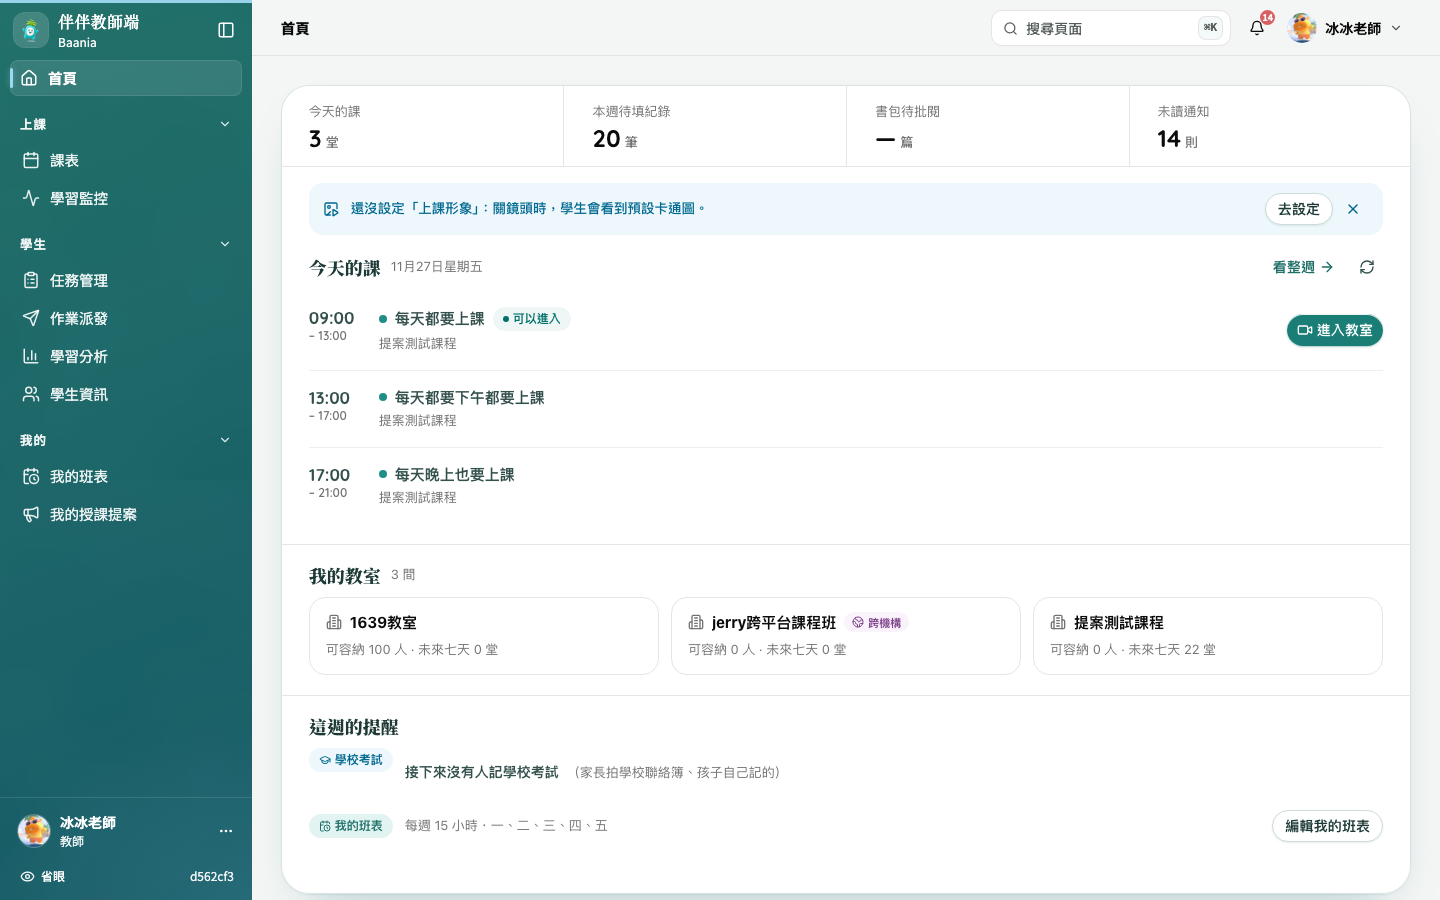 伴伴教師端
Baania
首頁
上課
課表
學習監控
學生
任務管理
作業派發
學習分析
學生資訊
我的
我的班表
我的授課提案
冰冰老師
教師
省眼
d562cf3
首頁
搜尋頁面
⌘K
14
冰冰老師
今天的課
3 堂
本週待填紀錄
20 筆
書包待批閱
— 篇
未讀通知
14 則
還沒設定「上課形象」：關鏡頭時，學生會看到預設卡通圖。
去設定
今天的課 11月27日星期五
看整週 →
09:00
– 13:00
每天都要上課
可以進入
提案測試課程
進入教室
13:00
– 17:00
每天都要下午都要上課
提案測試課程
17:00
– 21:00
每天晚上也要上課
提案測試課程
我的教室 3 間
1639教室
可容納 100 人 · 未來七天 0 堂
jerry跨平台課程班
跨機構
可容納 0 人 · 未來七天 0 堂
提案測試課程
可容納 0 人 · 未來七天 22 堂
這週的提醒
學校考試
接下來沒有人記學校考試 （家長拍學校聯絡簿、孩子自己記的）
我的班表
每週 15 小時 · 一、二、三、四、五
編輯我的班表